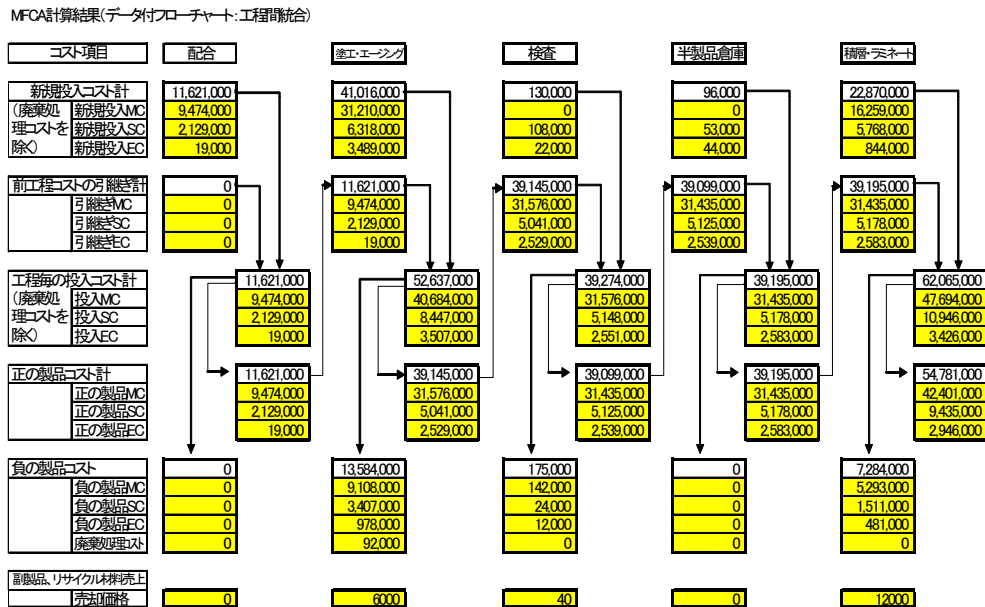 MFCA計算結果(データ付フローチャート:工程間統合)
コスト項目 配合 塗工・エージング 検査 半製品倉庫 積層・ラミネート
新規投入コスト計 11,621,000 41,016,000 130,000 96,000 22,870,000
(廃棄処 新規投入MC 9,474,000 31,210,000 0 0 16,259,000
理コストを 新規投入SC 2,129,000 6,318,000 108,000 53,000 5,768,000
除く) 新規投入EC 19,000 3,489,000 22,000 44,000 844,000
前工程コストの引継ぎ計 0 11,621,000 39,145,000 39,099,000 39,195,000
引継ぎMC 0 9,474,000 31,576,000 31,435,000 31,435,000
引継ぎSC 0 2,129,000 5,041,000 5,125,000 5,178,000
引継ぎEC 0 19,000 2,529,000 2,539,000 2,583,000
工程毎の投入コスト計 11,621,000 52,637,000 39,274,000 39,195,000 62,065,000
(廃棄処 投入MC 9,474,000 40,684,000 31,576,000 31,435,000 47,694,000
理コストを 投入SC 2,129,000 8,447,000 5,148,000 5,178,000 10,946,000
除く) 投入EC 19,000 3,507,000 2,551,000 2,583,000 3,426,000
正の製品コスト計 11,621,000 39,145,000 39,099,000 39,195,000 54,781,000
正の製品MC 9,474,000 31,576,000 31,435,000 31,435,000 42,401,000
正の製品SC 2,129,000 5,041,000 5,125,000 5,178,000 9,435,000
正の製品EC 19,000 2,529,000 2,539,000 2,583,000 2,946,000
負の製品コスト 0 13,584,000 175,000 0 7,284,000
負の製品MC 0 9,108,000 142,000 0 5,293,000
負の製品SC 0 3,407,000 24,000 0 1,511,000
負の製品EC 0 978,000 12,000 0 481,000
廃棄処理コスト 0 92,000 0 0 0
副製品、リサイクル材料売上
売却価格 0 6000 40 0 12000